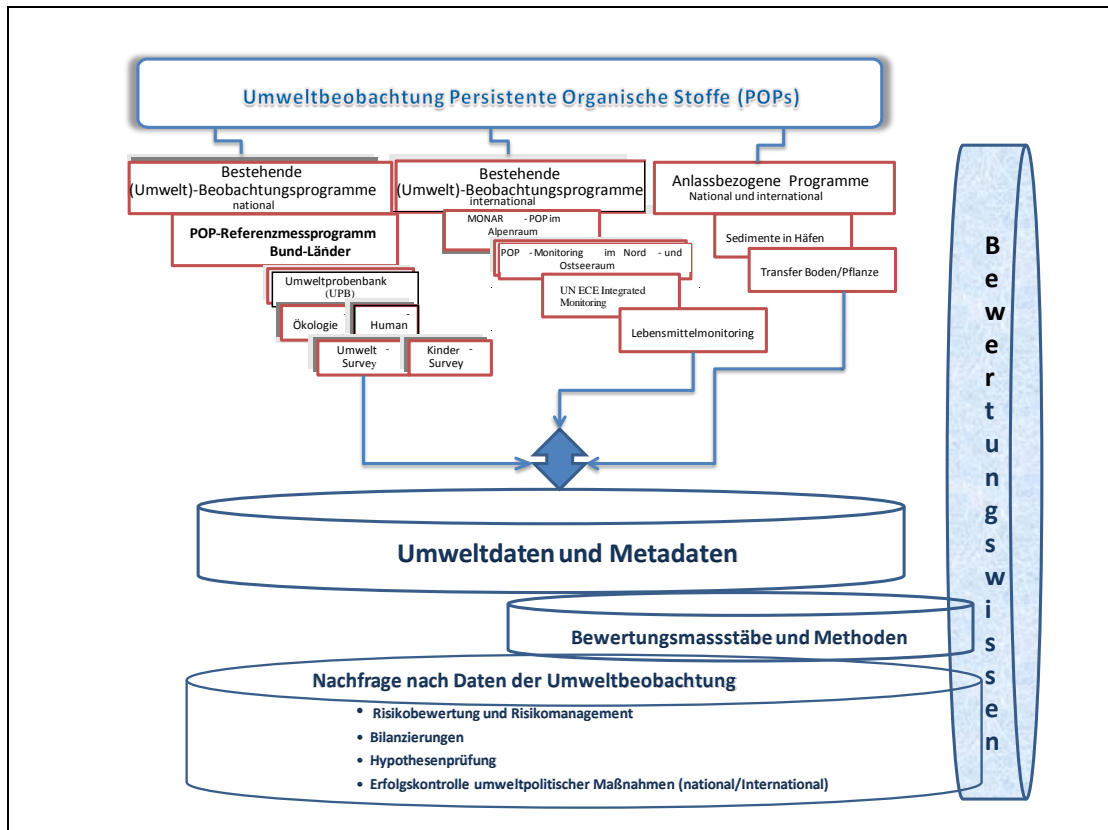 Umweltbeobachtung Persistente Organische Stoffe (POPs)
Bestehende
(Umwelt)-Beobachtungsprogramme
national
POP-Referenzmessprogramm
Bund-Länder
Umweltprobenbank
(UPB)
Ökologie -
Human -
Umwelt -
Survey
Kinder -
Survey
Bestehende
(Umwelt)-Beobachtungsprogramme
international
MONAR - POP im
Alpenraum
POP - Monitoring im Nord - und
Ostseeraum
UN ECE Integrated
Monitoring
Lebensmittelmonitoring
Anlassbezogene Programme
National und international
Sedimente in Häfen
Transfer Boden/Pflanze
Umweltdaten und Metadaten
Bewertungsmassstäbe und Methoden
Nachfrage nach Daten der Umweltbeobachtung
• Risikobewertung und Risikomanagement
• Bilanzierungen
• Hypothesenprüfung
• Erfolgskontrolle umweltpolitischer Maßnahmen (national/International)
Bewertungswissen